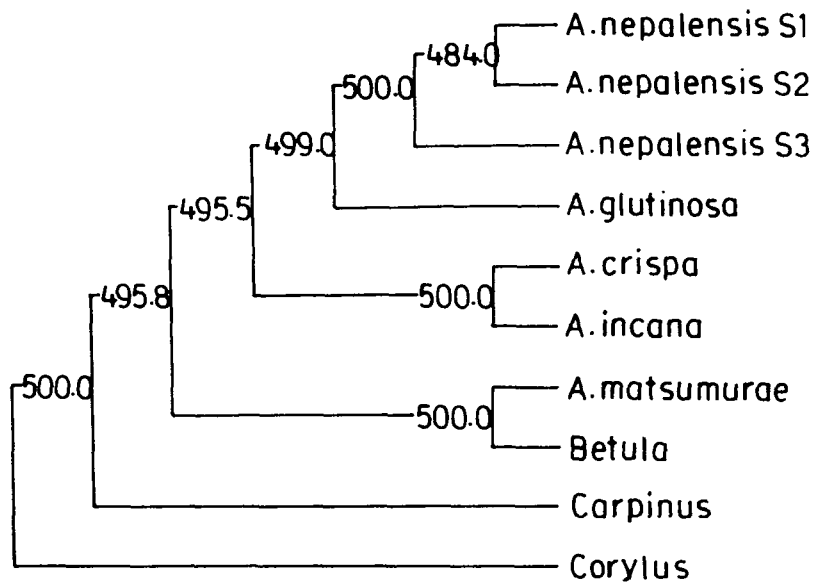 A.nepalensis S1
484.0
A.nepalensis S2
500.0
A.nepalensis S3
499.0
A.glutinosa
495.5
A.crispa
500.0
A.incana
495.8
A.matsumurae
500.0
500.0
Betula
Carpinus
Corylus